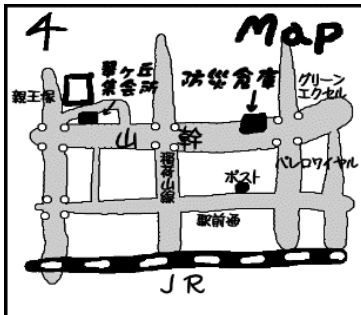 4
Map
翠ヶ丘
集会所
防災倉庫
親王塚
グリーン
エクセル
山幹
稲荷山線
パレロワイヤル
ポスト
駅前通
JR